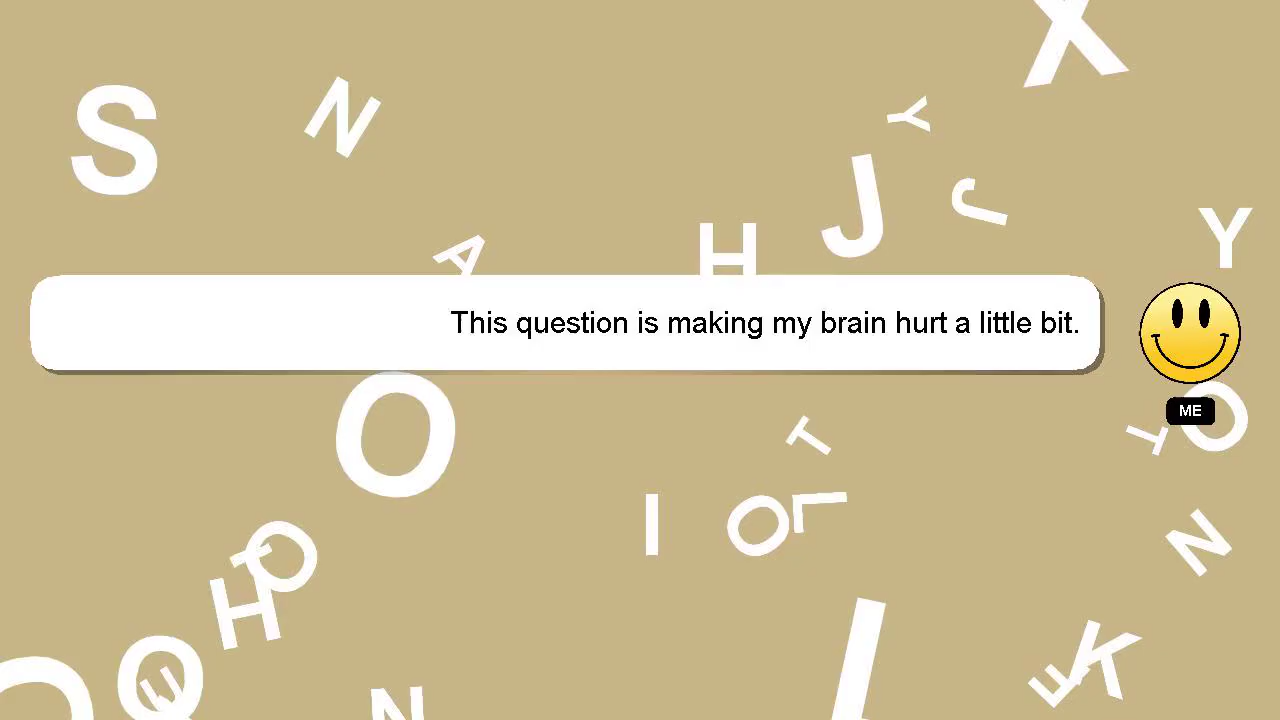 X
S
N
Y
J
J
A
H
Y
This question is making my brain hurt a little bit.
ME
O
O
T
T
I
O
L
N
O
T
H
I
K
E
O
E
N